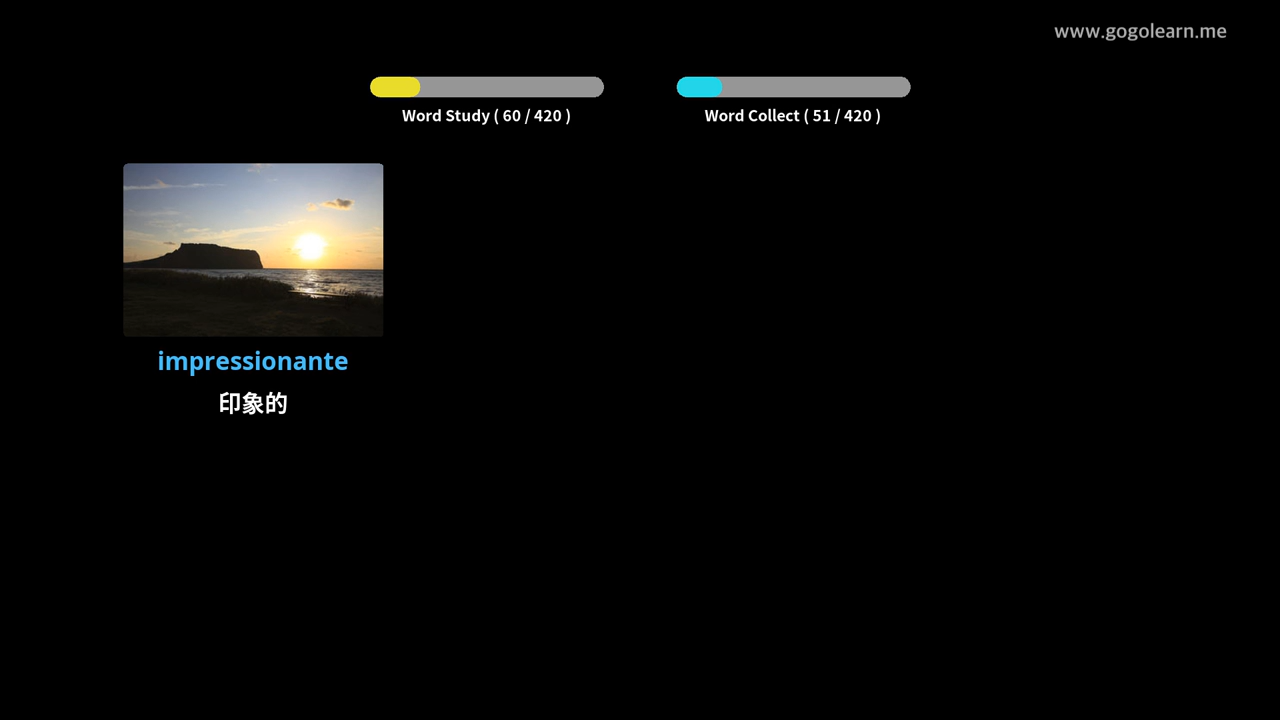 www.gogolearn.me
Word Study ( 60 / 420 )
Word Collect ( 51 / 420 )
impressionante
印象的